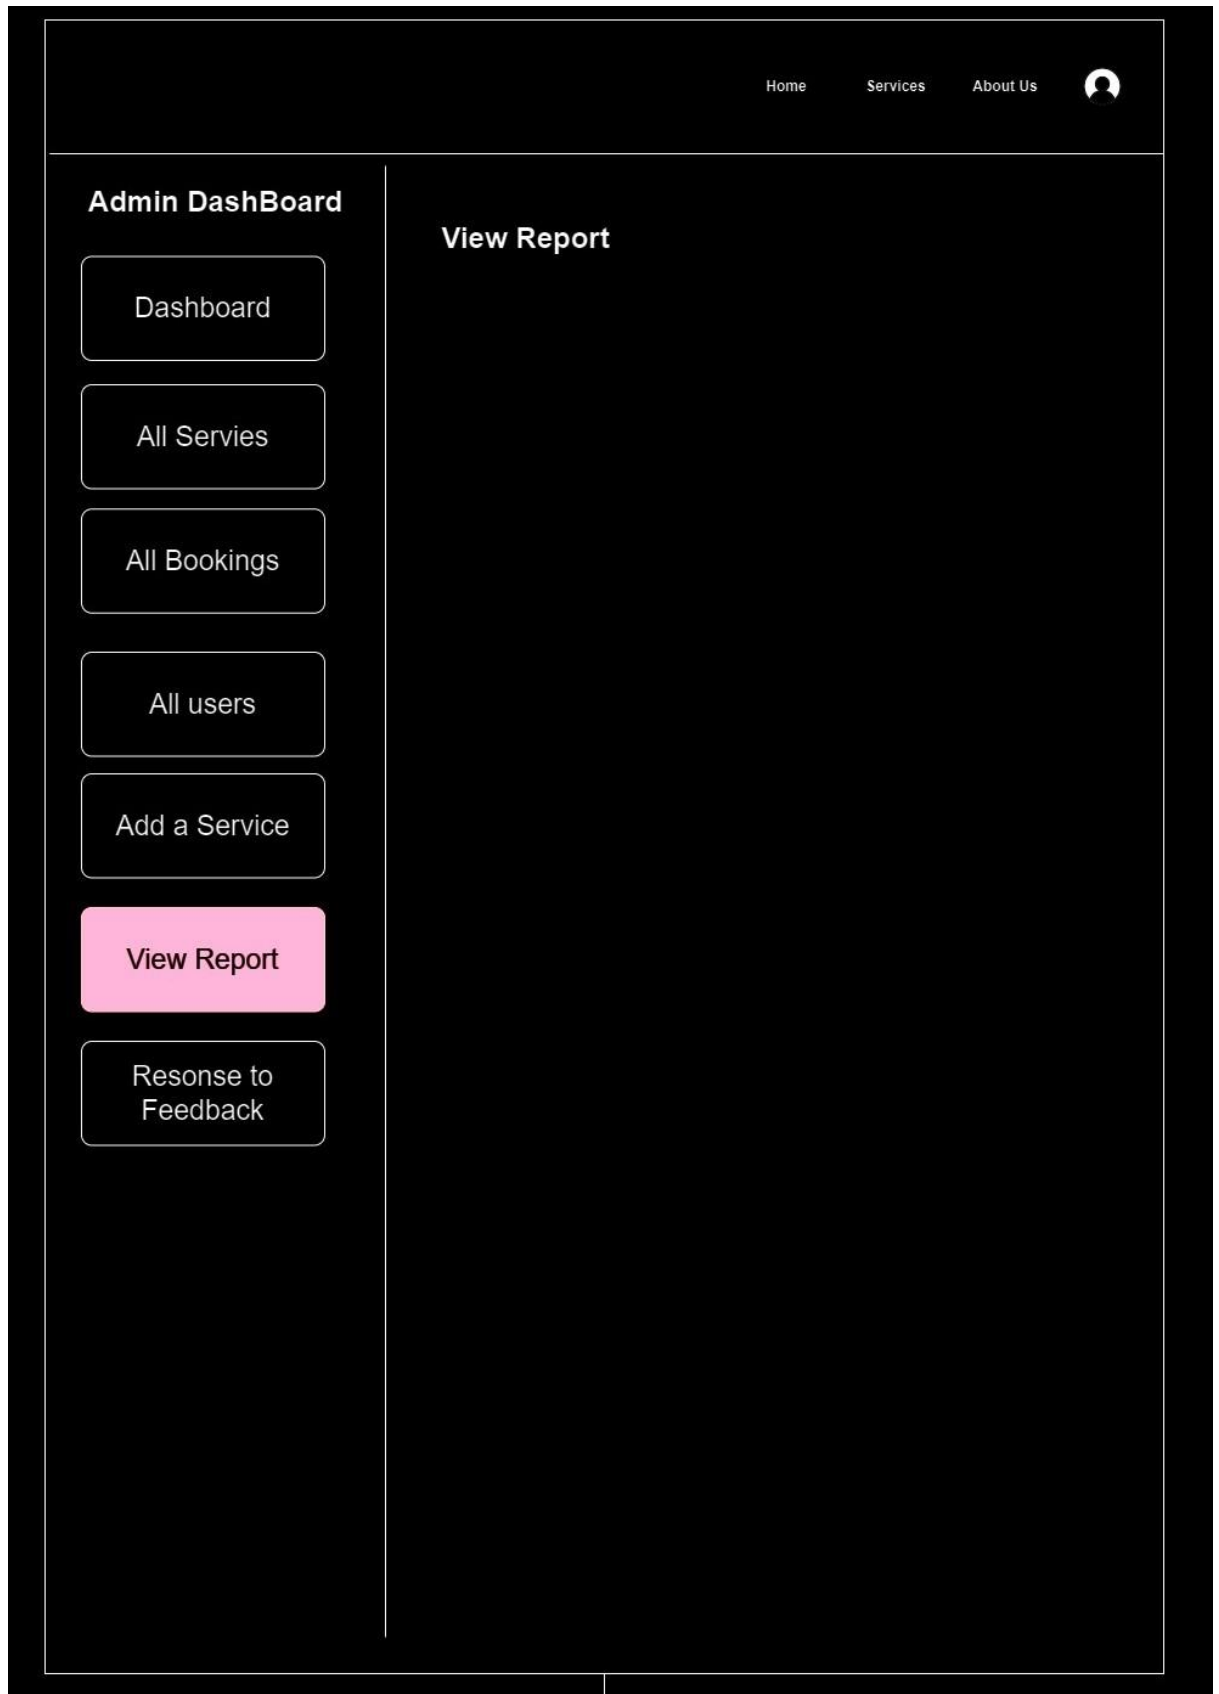 Home Services About Us
Admin DashBoard
View Report
Dashboard
All Servies
All Bookings
All users
Add a Service
View Report
Resonse to
Feedback